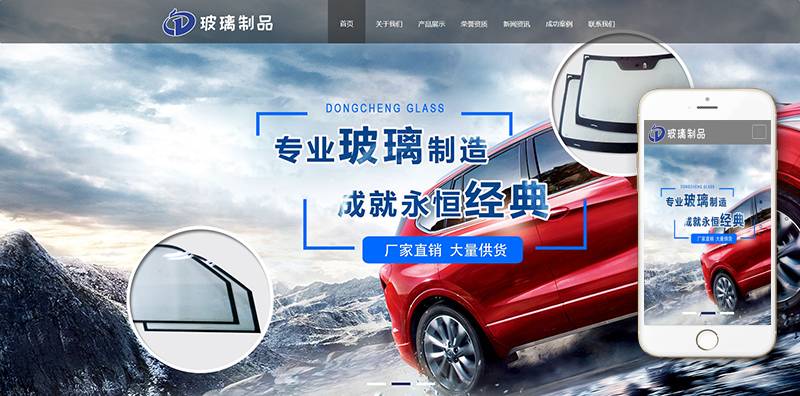 玻璃制品
首页 关于我们 产品展示 荣誉资质 新闻资讯 成功案例 联系我们
DONGCHENG GLASS
专业玻璃制造
成就永恒经典
厂家直销 大量供货
玻璃制品
DONGCHENG GLASS
专业玻璃制造
成就永恒经典
厂家直销 大量供货